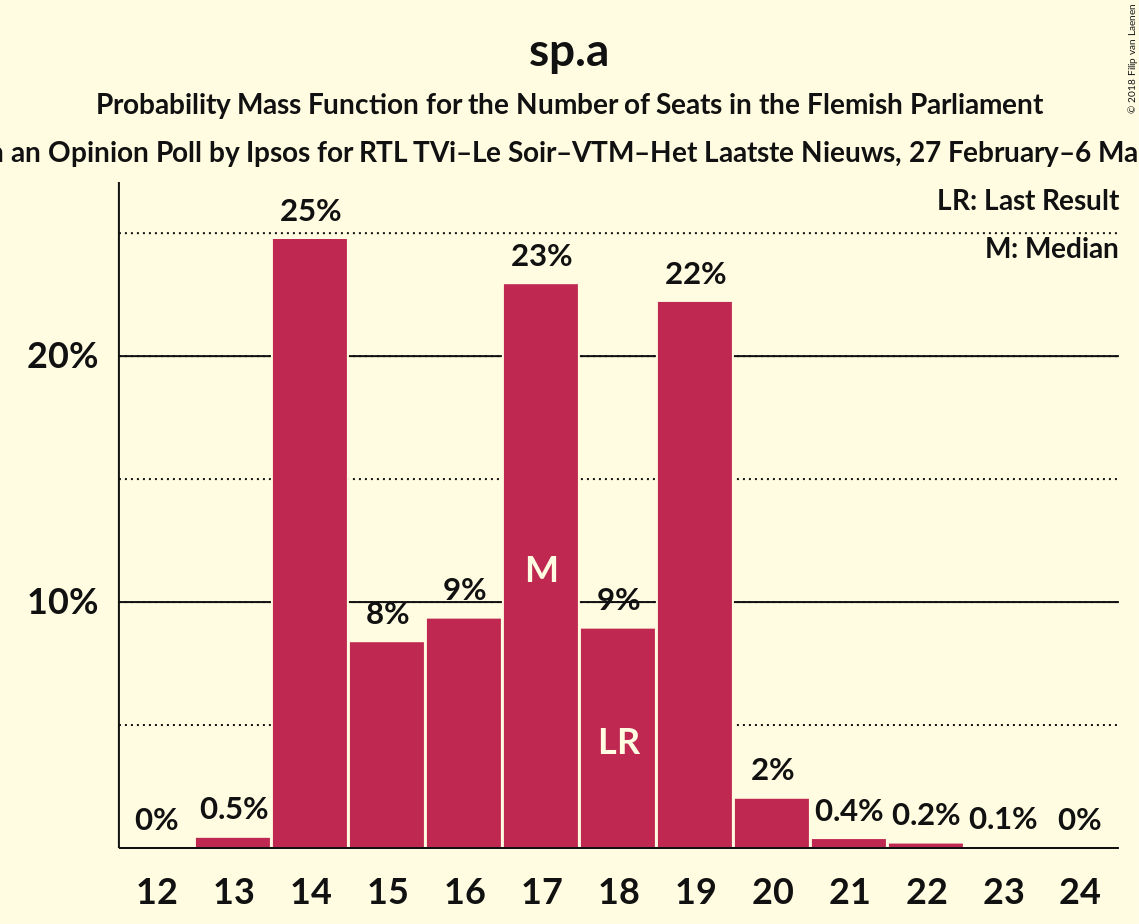 © 2018 Filip van Laenen
sp.a
Probability Mass Function for the Number of Seats in the Flemish Parliament
an Opinion Poll by Ipsos for RTL TVi–Le Soir–VTM–Het Laatste Nieuws, 27 February–6 Ma
LR: Last Result
M: Median
25%
23%
22%
20%
M
9%
9%
10%
8%
LR
2%
0%
0.5%
0.4%
0.2%
0.1%
0%
12 13 14 15 16 17 18 19 20 21 22 23 24